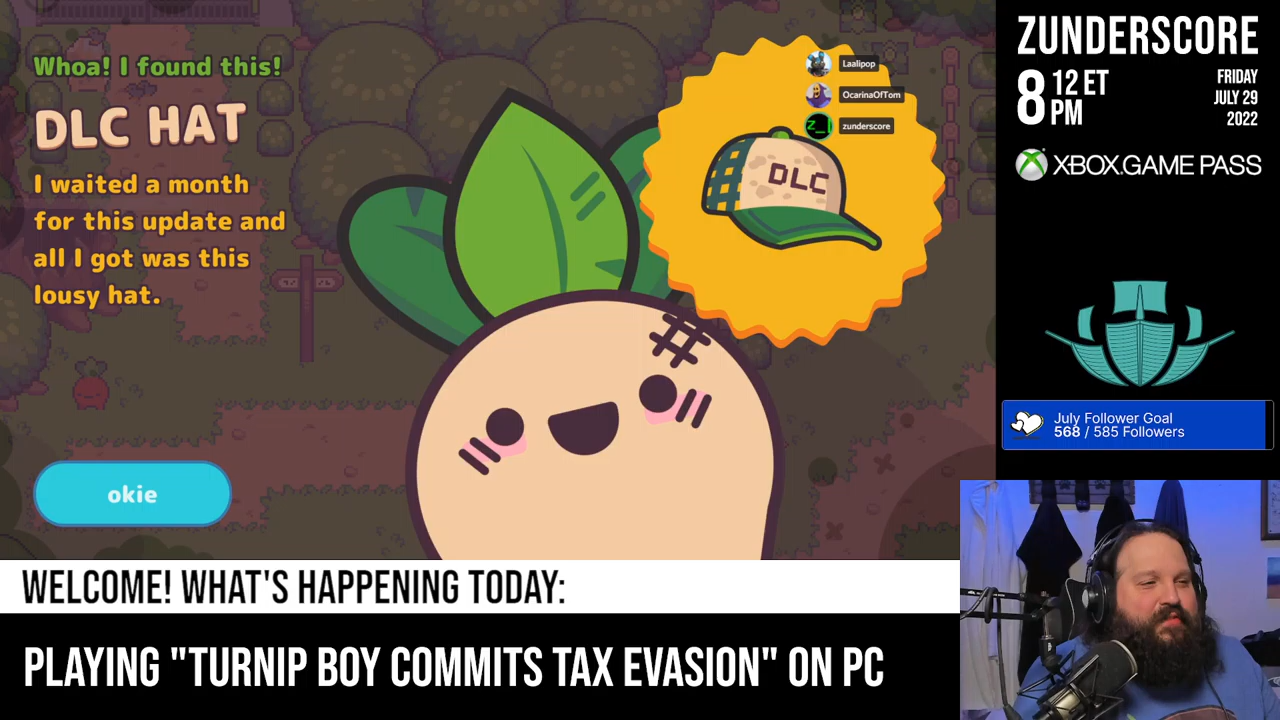 Whoa! I found this!
DLC HAT
I waited a month
for this update and
all I got was this
lousy hat.
okie
Laalipop
OcarinaOfTom
Z_
zunderscore
DLC
ZUNDERSCORE
8 12 ET
PM
FRIDAY
JULY 29
2022
XBOX GAME PASS
July Follower Goal
568 / 585 Followers
WELCOME! WHAT'S HAPPENING TODAY:
PLAYING "TURNIP BOY COMMITS TAX EVASION" ON PC